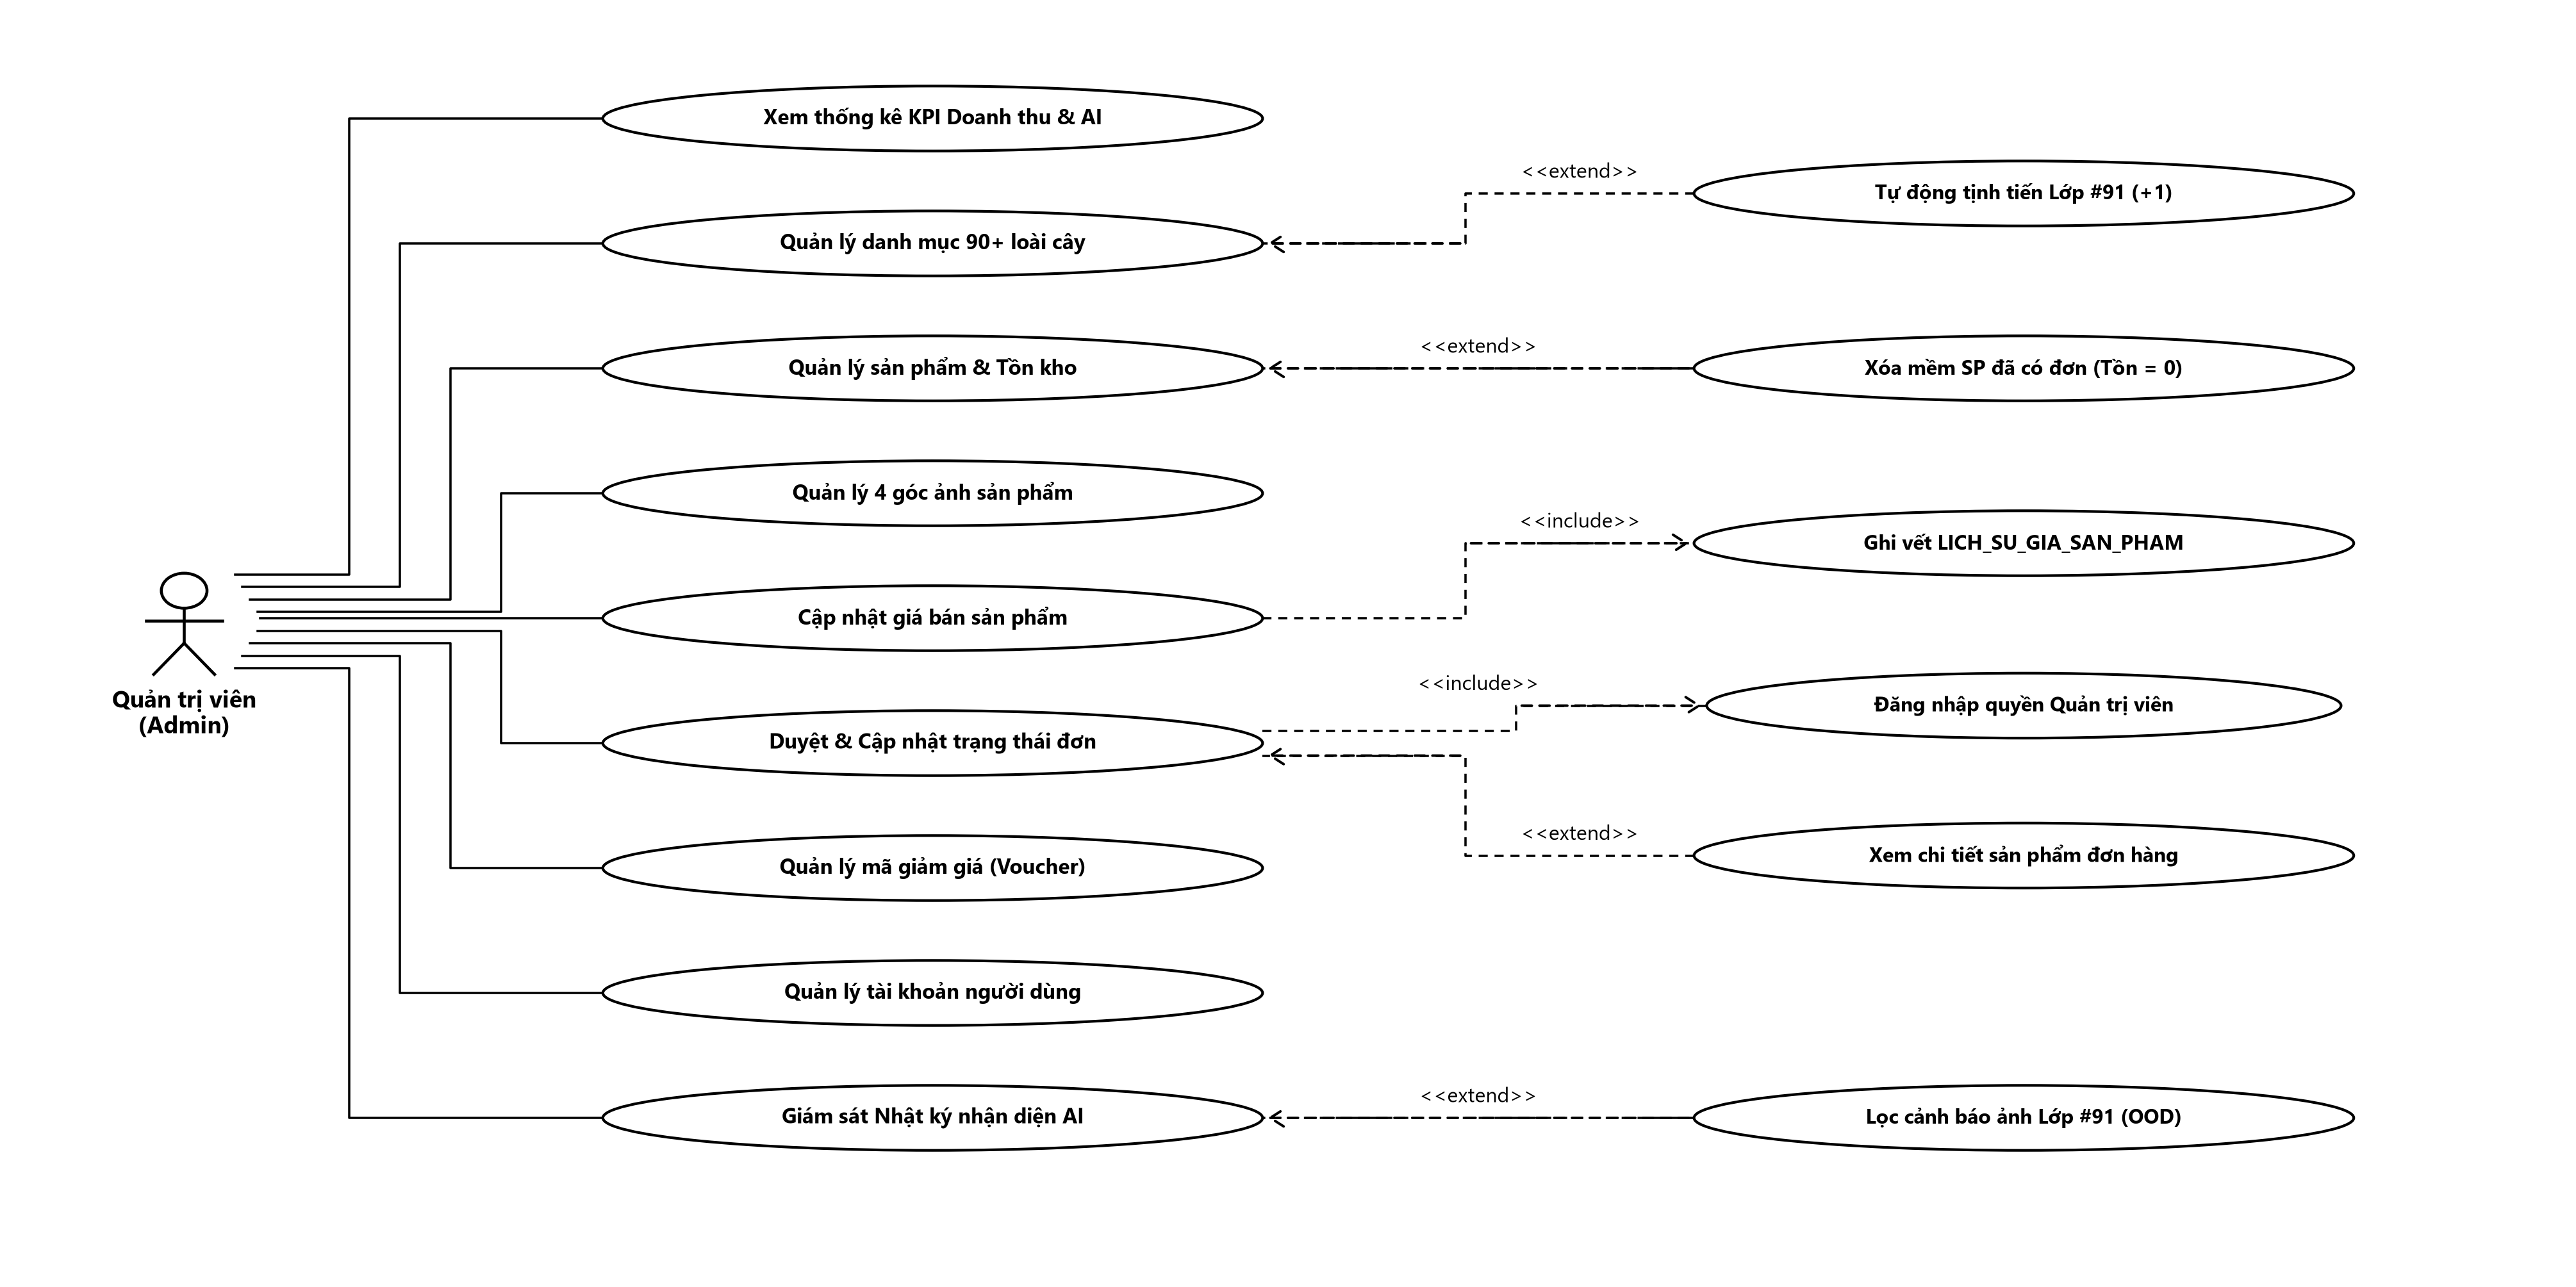 Xem thống kê KPI Doanh thu & AI
<<extend>>
Tự động tịnh tiến Lớp #91 (+1)
Quản lý danh mục 90+ loài cây
<<extend>>
Quản lý sản phẩm & Tồn kho
Xóa mềm SP đã có đơn (Tồn = 0)
Quản lý 4 góc ảnh sản phẩm
<<include>>
Ghi vết LICH_SU_GIA_SAN_PHAM
Cập nhật giá bán sản phẩm
Quản trị viên
(Admin)
<<include>>
Đăng nhập quyền Quản trị viên
Duyệt & Cập nhật trạng thái đơn
<<extend>>
Xem chi tiết sản phẩm đơn hàng
Quản lý mã giảm giá (Voucher)
Quản lý tài khoản người dùng
<<extend>>
Giám sát Nhật ký nhận diện AI
Lọc cảnh báo ảnh Lớp #91 (OOD)